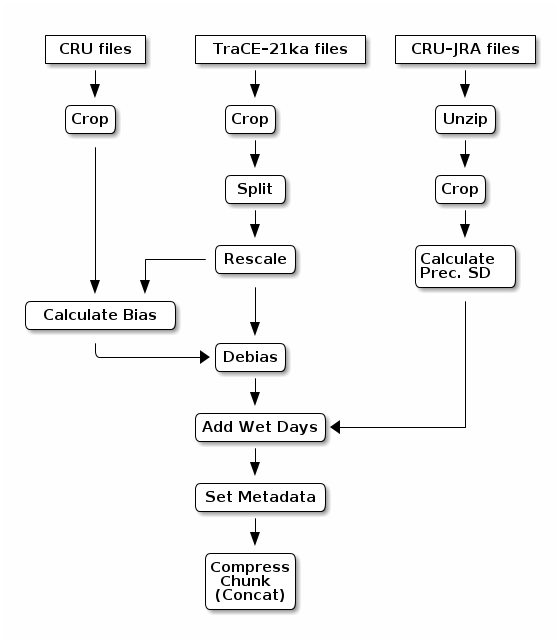 CRU files
TraCE-21ka files
CRU-JRA files
Crop
Crop
Unzip
Split
Crop
Rescale
Calculate
Prec. SD
Calculate Bias
Debias
Add Wet Days
Set Metadata
Compress
Chunk
(Concat)